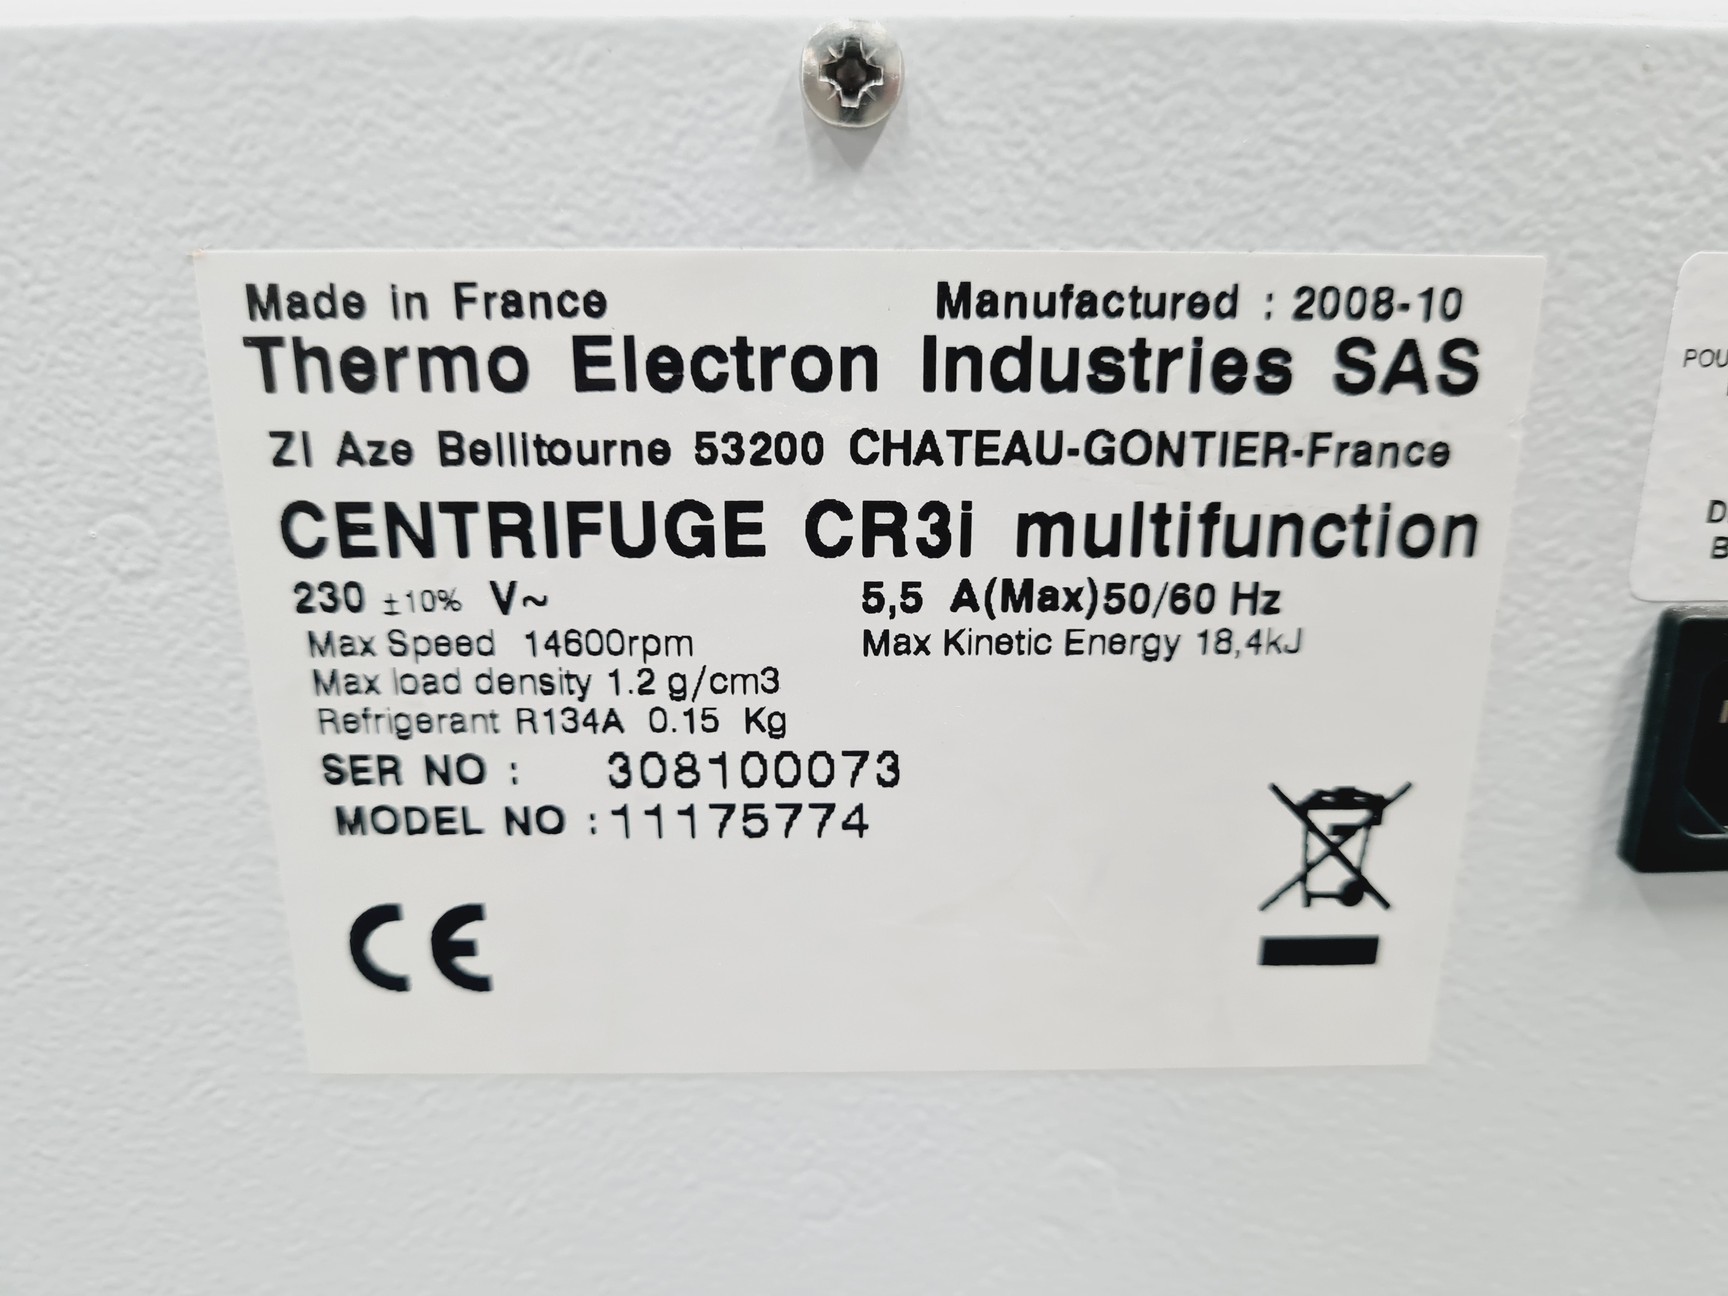 Made in France Manufactured : 2008-10
Thermo Electron Industries SAS
ZI Aze Bellitourne 53200 CHATEAU-GONTIER-France
CENTRIFUGE CR3i multifunction
230 ±10% V~ 5,5 A(Max)50/60 Hz
Max Speed 14600rpm Max Kinetic Energy 18,4kJ
Max load density 1.2 g/cm3
Refrigerant R134A 0.15 Kg
SER NO : 308100073
MODEL NO :11175774
CE
POU
D
B